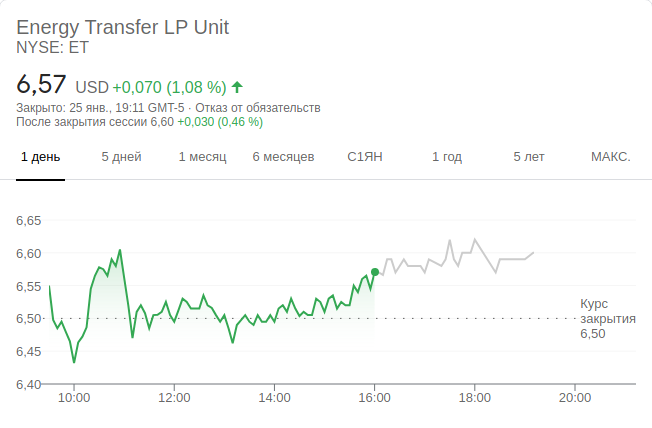 Energy Transfer LP Unit
NYSE: ET
6,57 USD +0,070 (1,08 %)
Закрыто: 25 янв., 19:11 GMT-5 · Отказ от обязательств
После закрытия сессии 6,60 +0,030 (0,46 %)
1 день 5 дней 1 месяц 6 месяцев С1ЯН 1 год 5 лет МАКС.
6,65
6,60
6,55
6,50
6,45
6,40
Курс
закрытия
6,50
10:00 12:00 14:00 16:00 18:00 20:00